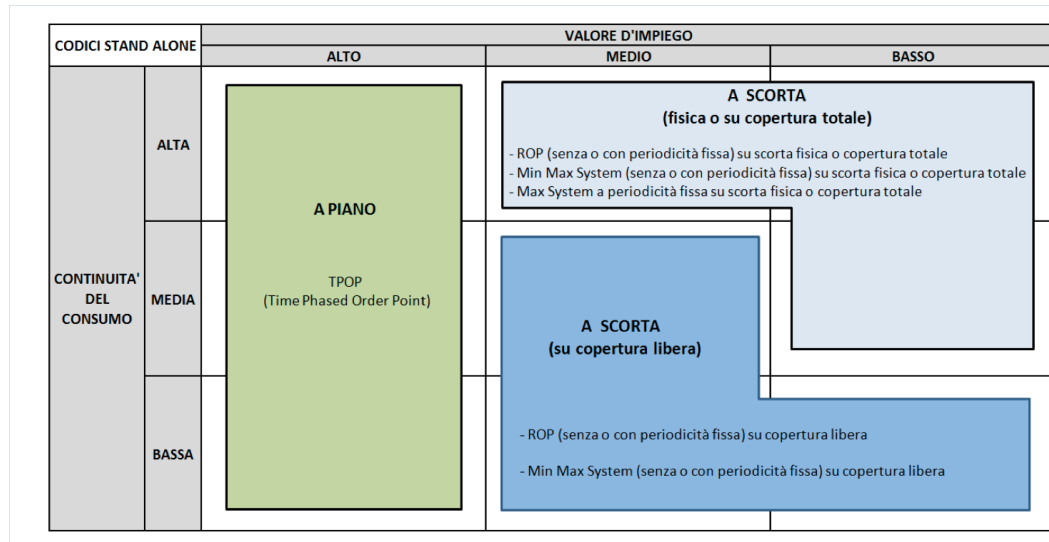 CODICI STAND ALONE
VALORE D'IMPIEGO
ALTO
MEDIO
BASSO
CONTINUITA'
DEL
CONSUMO
ALTA
MEDIA
BASSA
A PIANO
TPOP
(Time Phased Order Point)
A SCORTA
(fisica o su copertura totale)
- ROP (senza o con periodicità fissa) su scorta fisica o copertura totale
- Min Max System (senza o con periodicità fissa) su scorta fisica o copertura totale
- Max System a periodicità fissa su scorta fisica o copertura totale
A SCORTA
(su copertura libera)
- ROP (senza o con periodicità fissa) su copertura libera
- Min Max System (senza o con periodicità fissa) su copertura libera